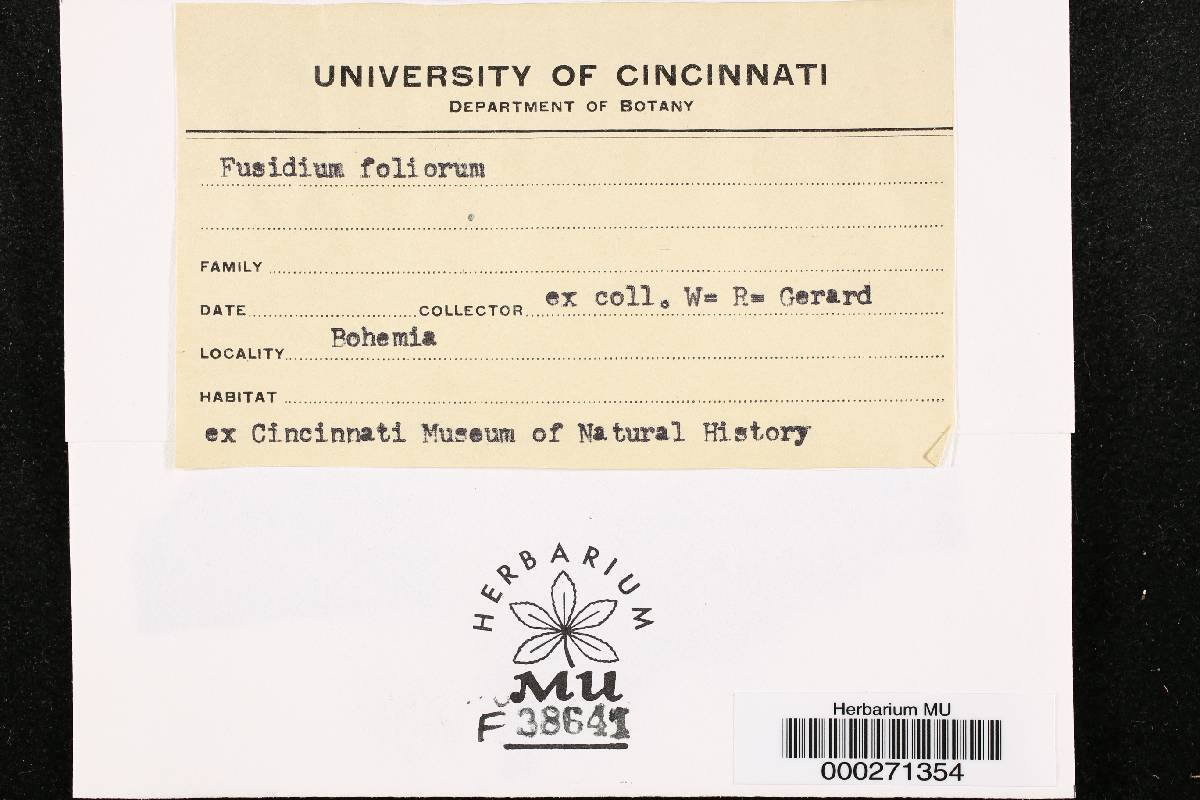 UNIVERSITY OF CINCINNATI
DEPARTMENT OF BOTANY
Fusidium foliorum
FAMILY
DATE COLLECTOR ex coll. W= R= Gerard
LOCALITY Bohemia
HABITAT
ex Cincinnati Museum of Natural History
HERBARIUM
MU
F 38641
Herbarium MU
000271354